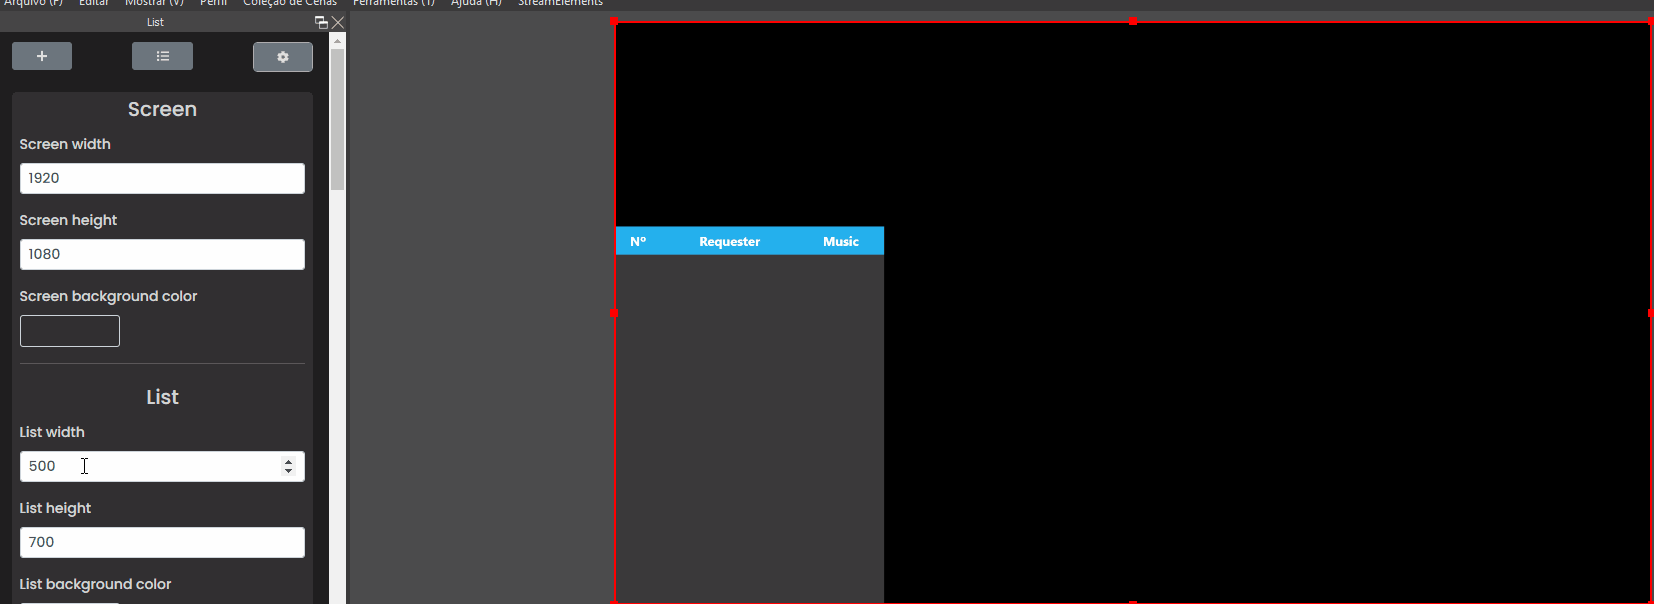 Arquivo (F) Editar Mostrar (V) Perfil Coleção de Cenas Ferramentas (T) Ajuda (H) StreamElements
List
Screen
Screen width
1920
Screen height
1080
Screen background color
List
List width
500
List height
700
List background color
Nº Requester Music